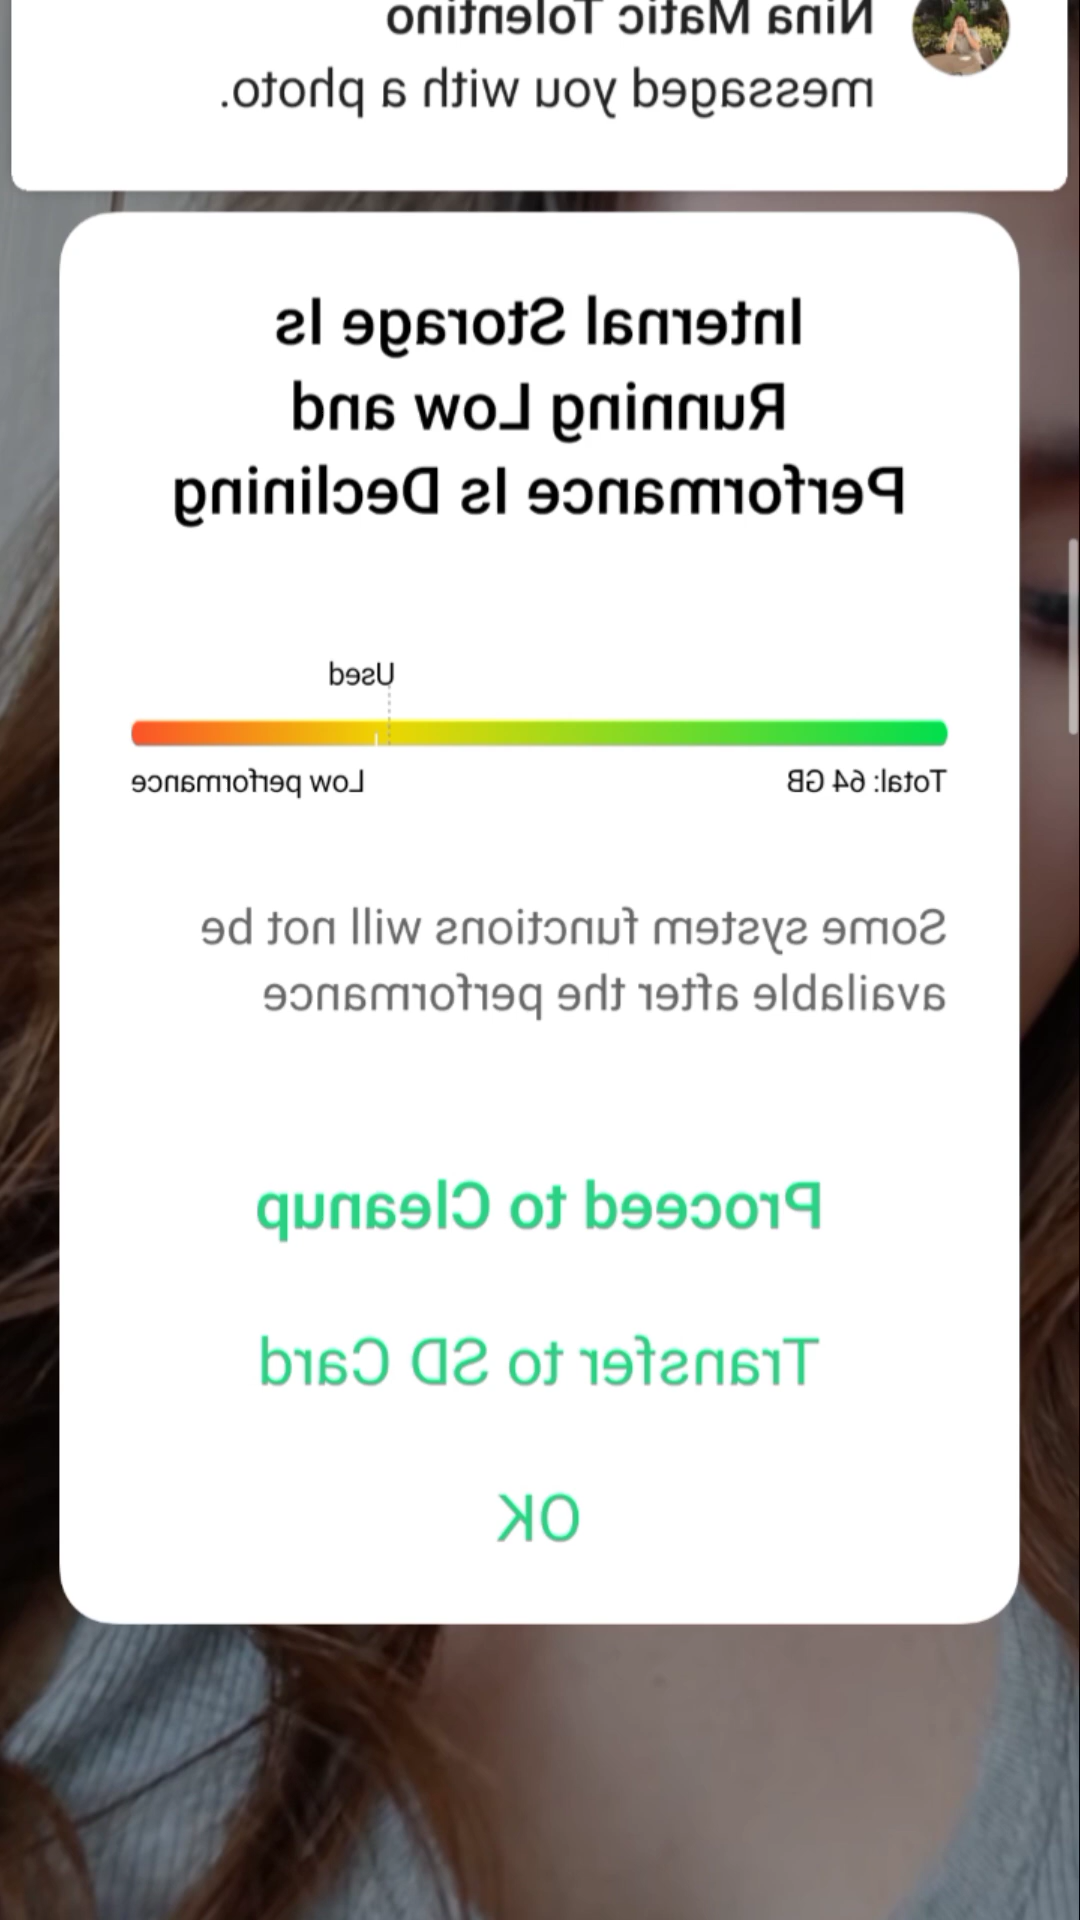 Nina Matic Tolentino
messaged you with a photo.
Internal Storage Is
Running Low and
Performance Is Declining
Used
Total: 64 GB
Low performance
Some system functions will not be
available after the performance
Proceed to Cleanup
Transfer to SD Card
OK